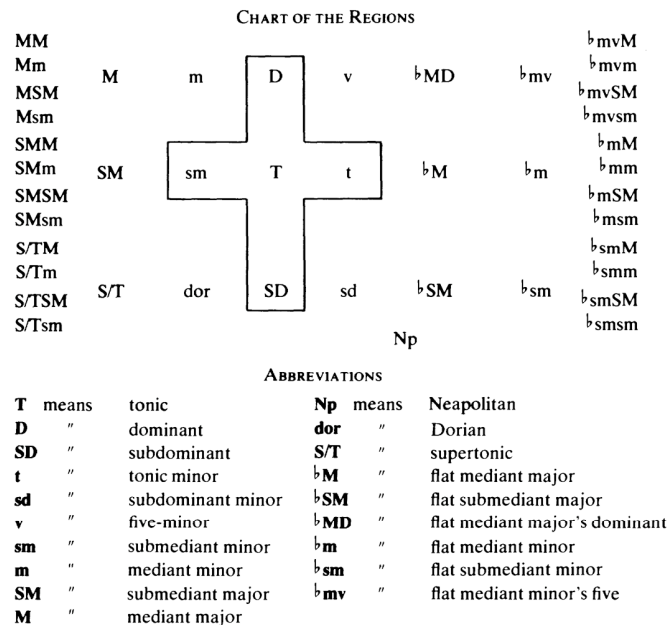 CHART OF THE REGIONS
MM ♭mvM
Mm M m D v ♭MD ♭mv ♭mvm
MSM ♭mvSM
Msm ♭mvsm
SMM ♭mM
SMm SM sm T t ♭M ♭m ♭mm
SMSM ♭mSM
SMsm ♭msm
S/TM ♭smM
S/Tm ♭smm
S/TSM S/T dor SD sd ♭SM ♭sm ♭smSM
S/Tsm ♭smsm
Np
ABBREVIATIONS
T means tonic Np means Neapolitan
D " dominant dor " Dorian
SD " subdominant S/T " supertonic
t " tonic minor ♭M " flat mediant major
sd " subdominant minor ♭SM " flat submediant major
v " five-minor ♭MD " flat mediant major's dominant
sm " submediant minor ♭m " flat mediant minor
m " mediant minor ♭sm " flat submediant minor
SM " submediant major ♭mv " flat mediant minor's five
M " mediant major